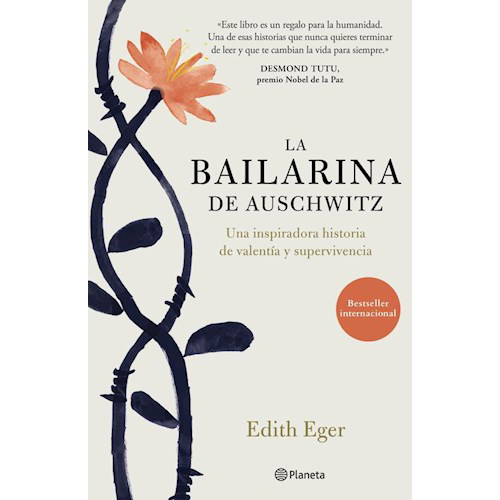 «Este libro es un regalo para la humanidad.
Una de esas historias que nunca quieres terminar
de leer y que te cambian la vida para siempre.»
DESMOND TUTU,
premio Nobel de la Paz
LA
BAILARINA
DE AUSCHWITZ
Una inspiradora historia
de valentía y supervivencia
Bestseller
internacional
Edith Eger
Planeta